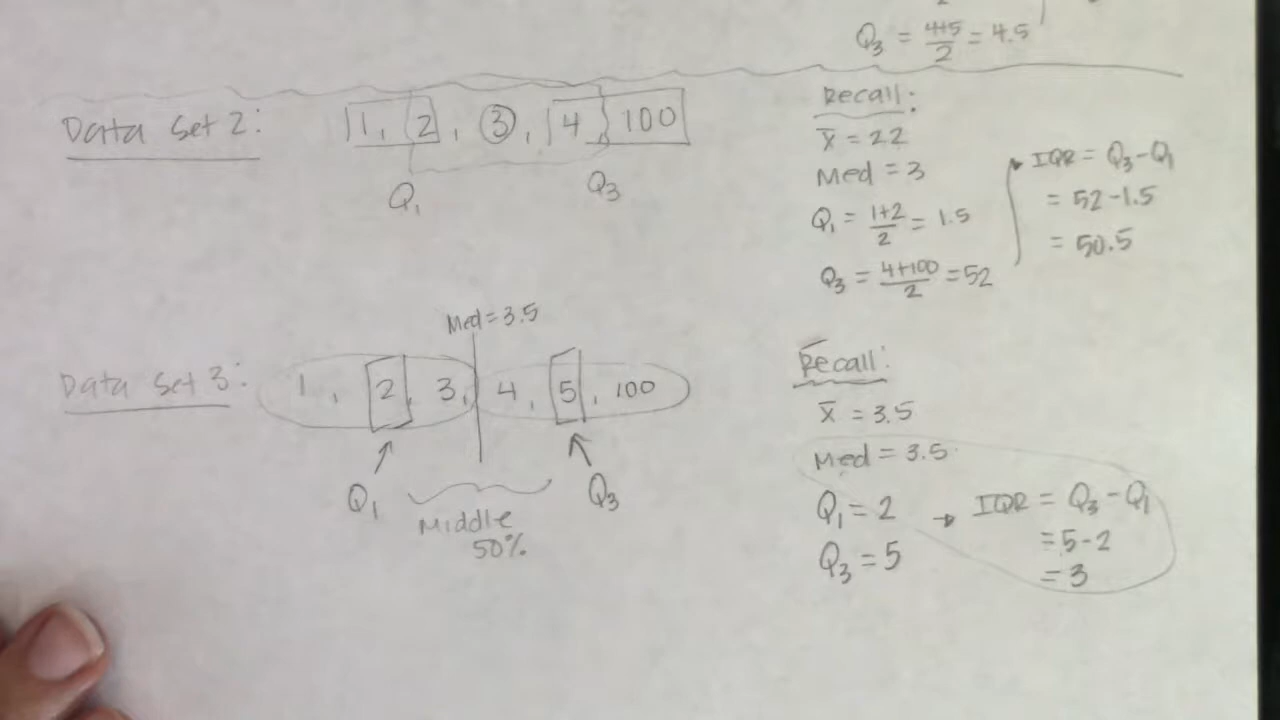 Q3 = 4+5/2 = 4.5
Data Set 2: 1, 2, 3, 4, 100
Q1 Q3
Recall:
x̄ = 22
Med = 3
Q1 = 1+2/2 = 1.5
Q3 = 4+100/2 = 52
IQR = Q3 - Q1
= 52 - 1.5
= 50.5
Med = 3.5
Data Set 3: 1, 2, 3, 4, 5, 100
Q1 Q3
Middle
50%
Recall:
x̄ = 3.5
Med = 3.5
Q1 = 2
Q3 = 5
IQR = Q3 - Q1
= 5 - 2
= 3